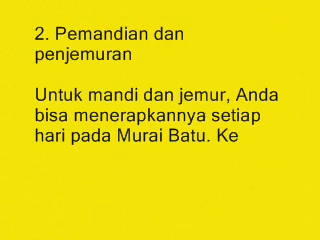 2. Pemandian dan
penjemuran
Untuk mandi dan jemur, Anda
bisa menerapkannya setiap
hari pada Murai Batu. Ke